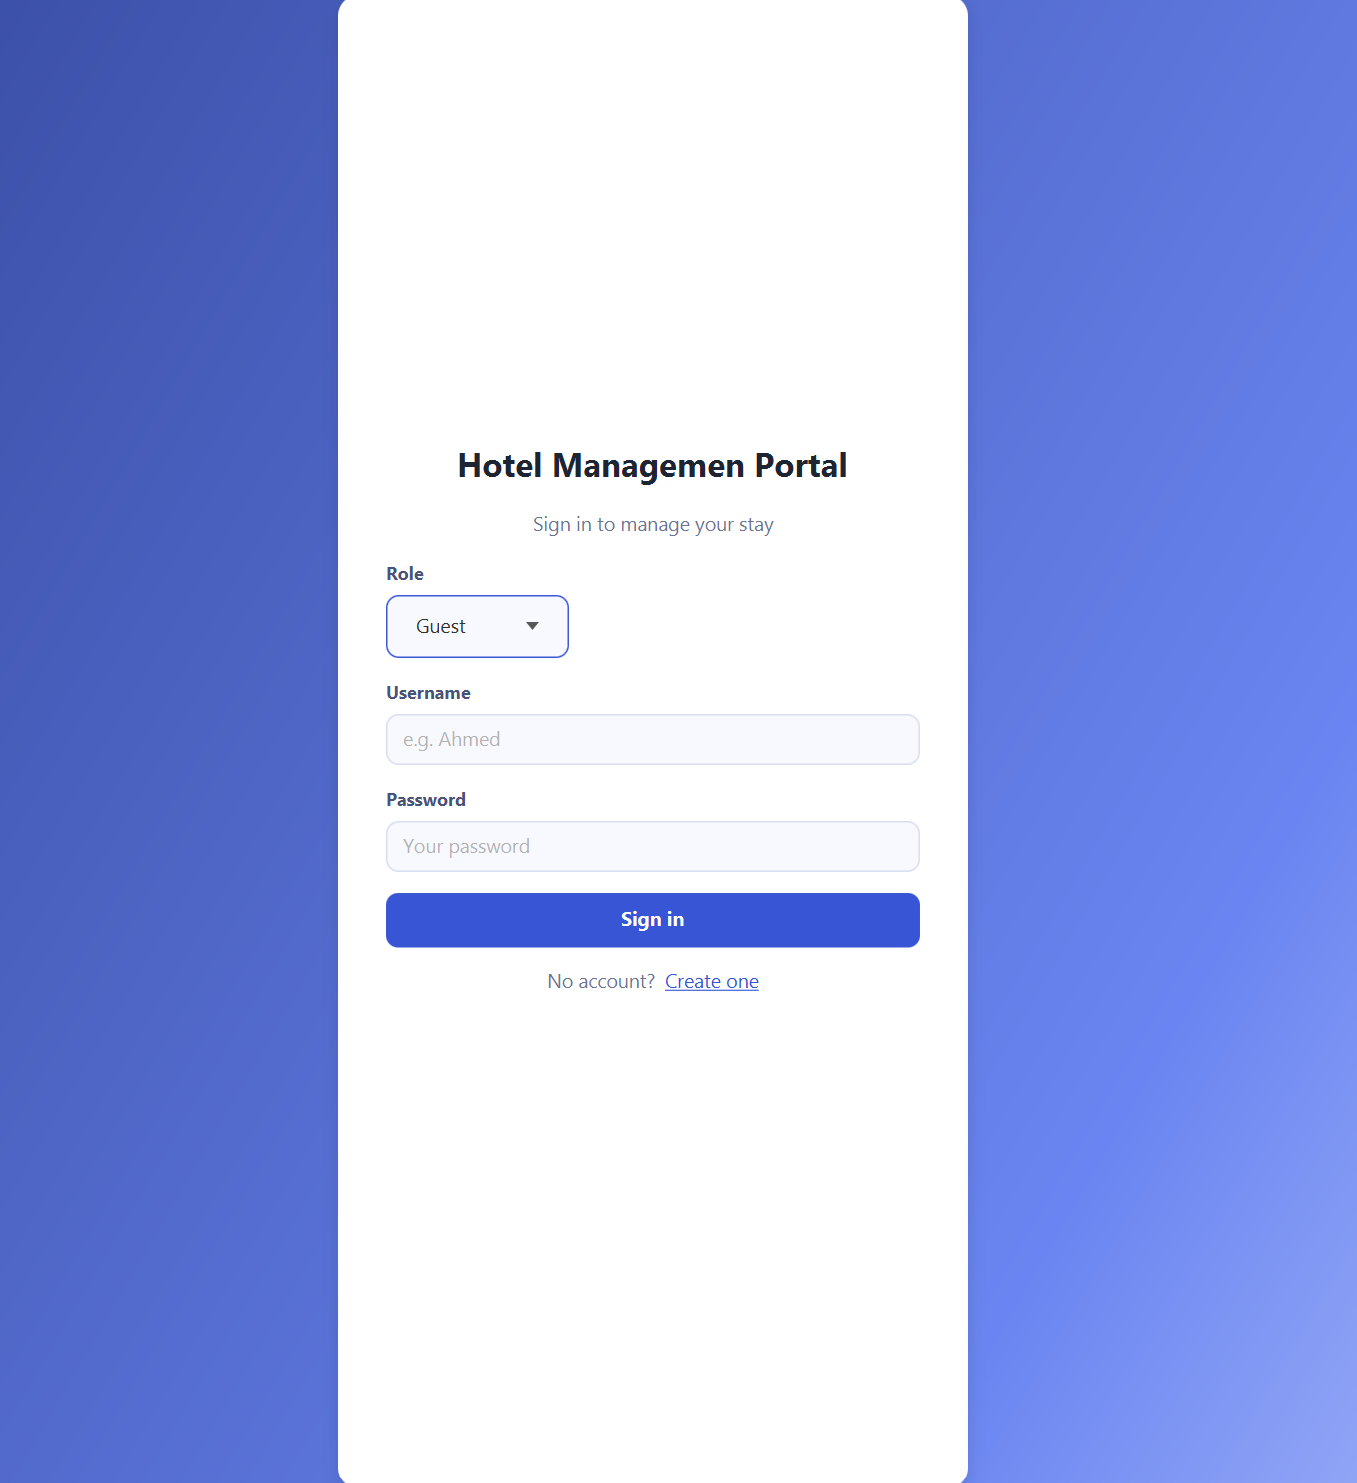 Hotel Managemen Portal
Sign in to manage your stay
Role
Guest
Username
e.g. Ahmed
Password
Your password
Sign in
No account? Create one